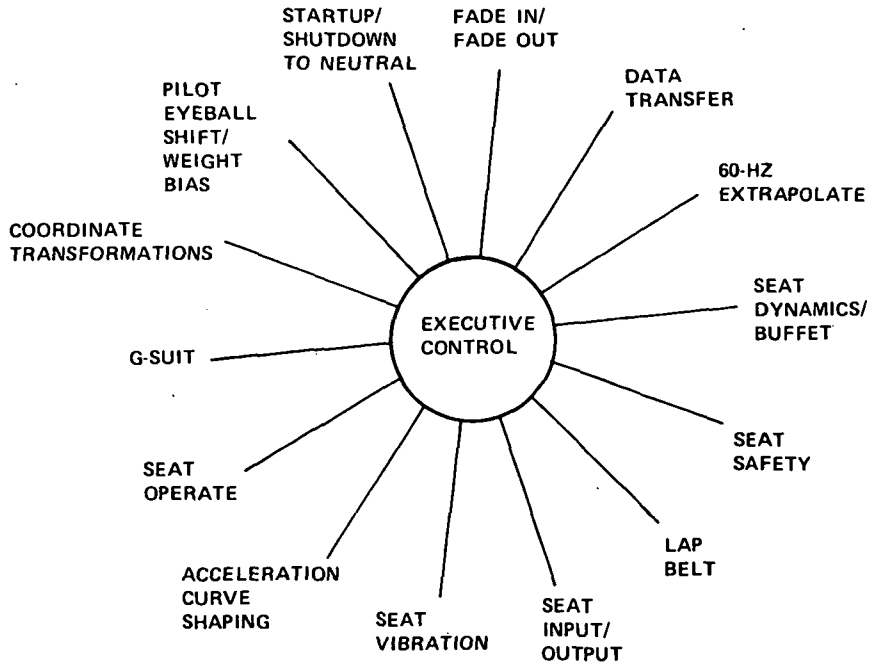 STARTUP/
SHUTDOWN
TO NEUTRAL
FADE IN/
FADE OUT
DATA
TRANSFER
60-HZ
EXTRAPOLATE
SEAT
DYNAMICS/
BUFFET
SEAT
SAFETY
LAP
BELT
SEAT
INPUT/
OUTPUT
SEAT
VIBRATION
ACCELERATION
CURVE
SHAPING
SEAT
OPERATE
G-SUIT
COORDINATE
TRANSFORMATIONS
PILOT
EYEBALL
SHIFT/
WEIGHT
BIAS
EXECUTIVE
CONTROL